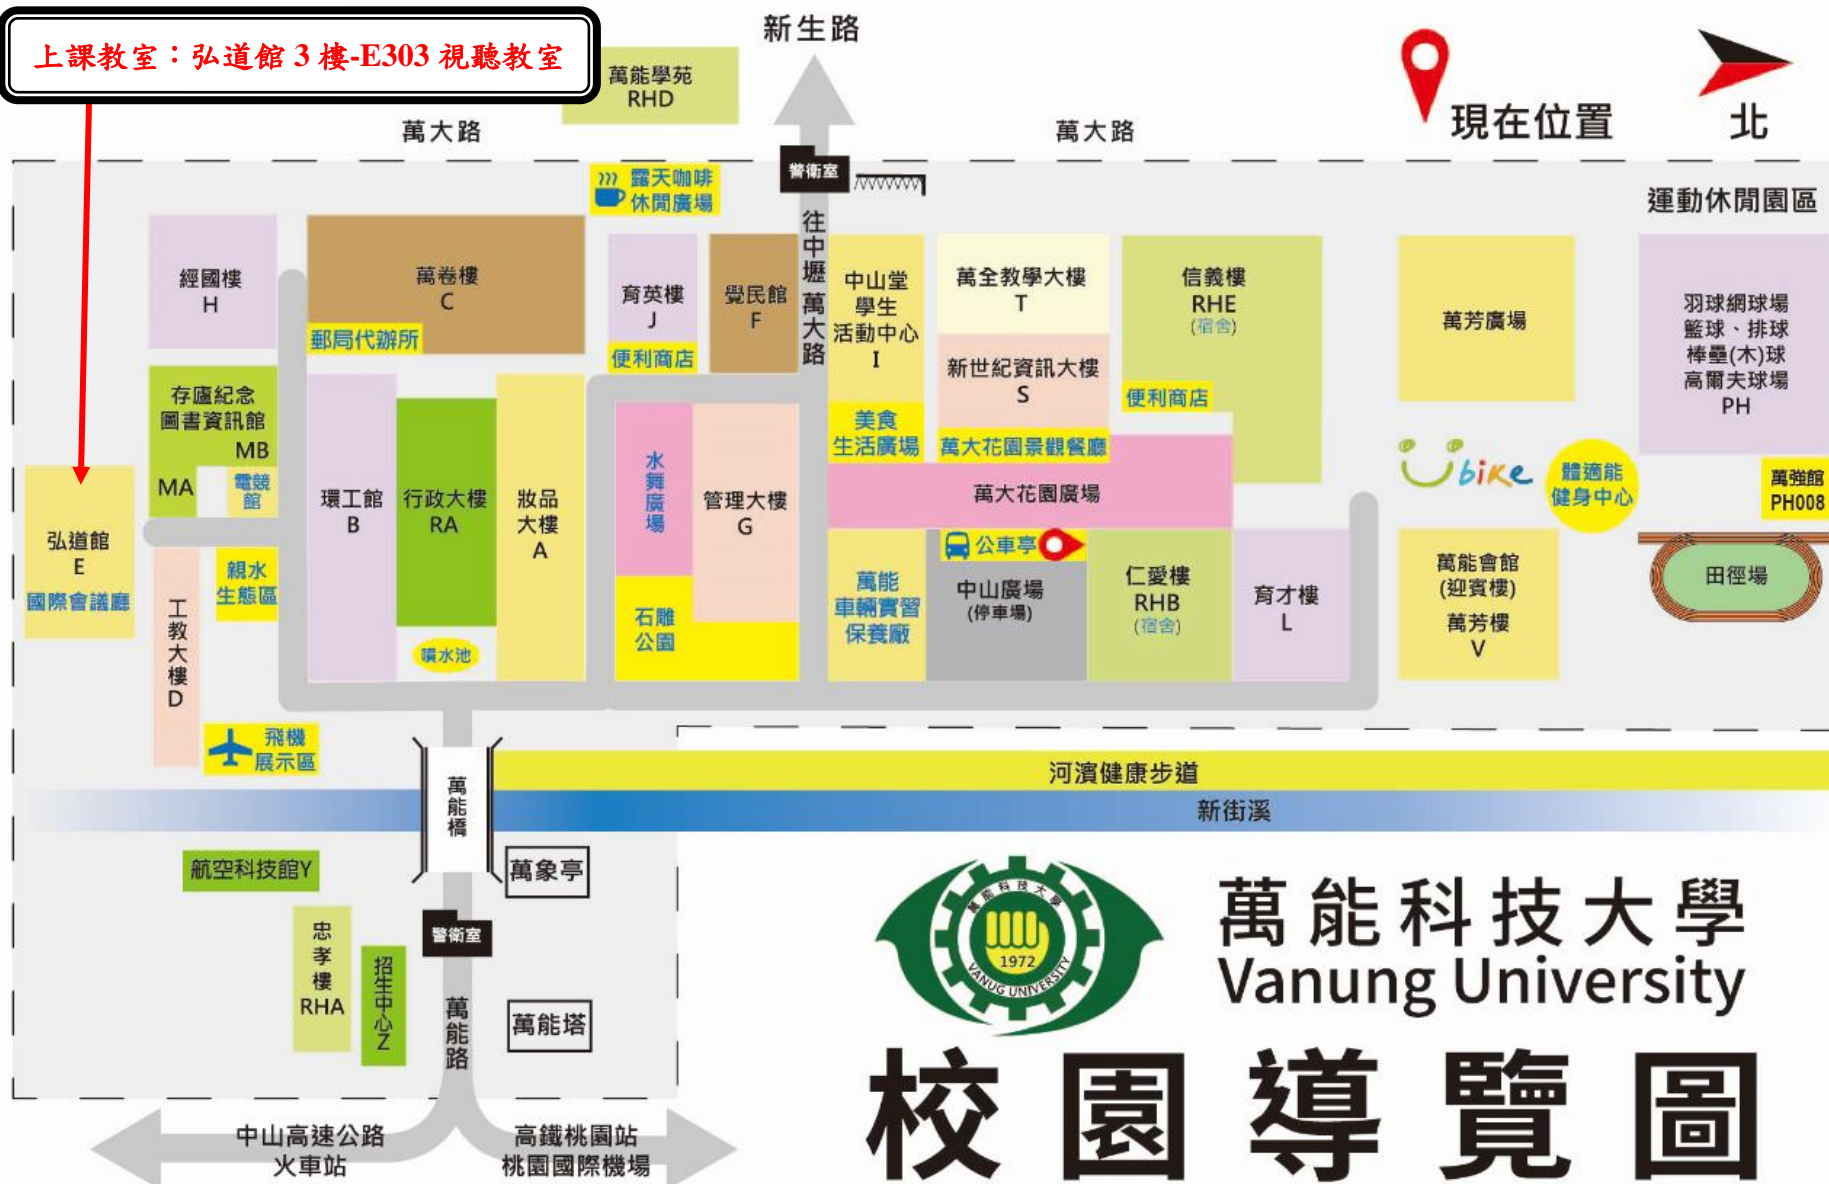 上課教室：弘道館 3 樓-E303 視聽教室
新生路
萬能學苑
RHD
萬大路
萬大路
現在位置
北
警衛室
露天咖啡
休閒廣場
運動休閒園區
往中壢 萬大路
經國樓
H
萬卷樓
C
郵局代辦所
育英樓
J
便利商店
覺民館
F
中山堂
學生
活動中心
I
美食
生活廣場
萬全教學大樓
T
新世紀資訊大樓
S
萬大花園景觀餐廳
信義樓
RHE
(宿舍)
便利商店
萬芳廣場
羽球網球場
籃球、排球
棒壘(木)球
高爾夫球場
PH
存廬紀念
圖書資訊館
MB
MA
電競
館
弘道館
E
國際會議廳
親水
生態區
工教大樓D
環工館
B
行政大樓
RA
噴水池
妝品
大樓
A
水舞廣場
管理大樓
G
石雕
公園
萬大花園廣場
公車亭
萬能
車輛實習
保養廠
中山廣場
(停車場)
仁愛樓
RHB
(宿舍)
育才樓
L
Ubike
體適能
健身中心
萬強館
PH008
萬能會館
(迎賓樓)
萬芳樓
V
田徑場
飛機
展示區
萬能橋
河濱健康步道
新街溪
航空科技館Y
萬象亭
警衛室
忠孝樓RHA
招生中心Z
萬能路
萬能塔
中山高速公路
火車站
高鐵桃園站
桃園國際機場
萬能科技大學
1972
VANUG UNIVERSITY
萬能科技大學
Vanung University
校園導覽圖